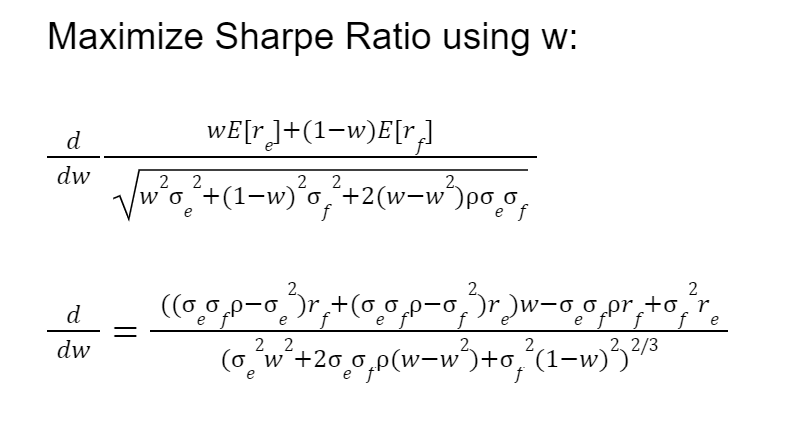 Maximize Sharpe Ratio using w:
d/dw (wE[r_e]+(1−w)E[r_f])/√(w²σ_e²+(1−w)²σ_f²+2(w−w²)ρσ_eσ_f)
d/dw = (((σ_eσ_fρ−σ_e²)r_f+(σ_eσ_fρ−σ_f²)r_e)w−σ_eσ_fρr_f+σ_f²r_e)/(σ_e²w²+2σ_eσ_fρ(w−w²)+σ_f²(1−w)²)^{2/3}